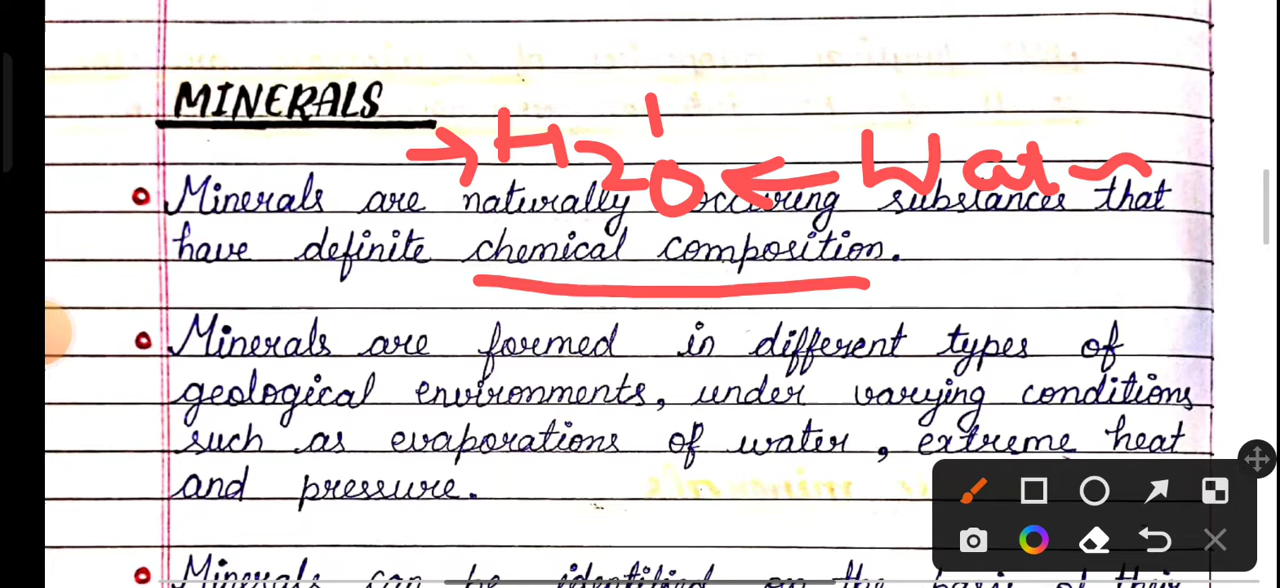 MINERALS
→ H2O ← Wat
Minerals are naturally occuring substances that
have definite chemical composition.
Minerals are formed in different types of
geological environments, under varying conditions
such as evaporations of water, extreme heat
and pressure.
Minerals can be identified on the basis of their